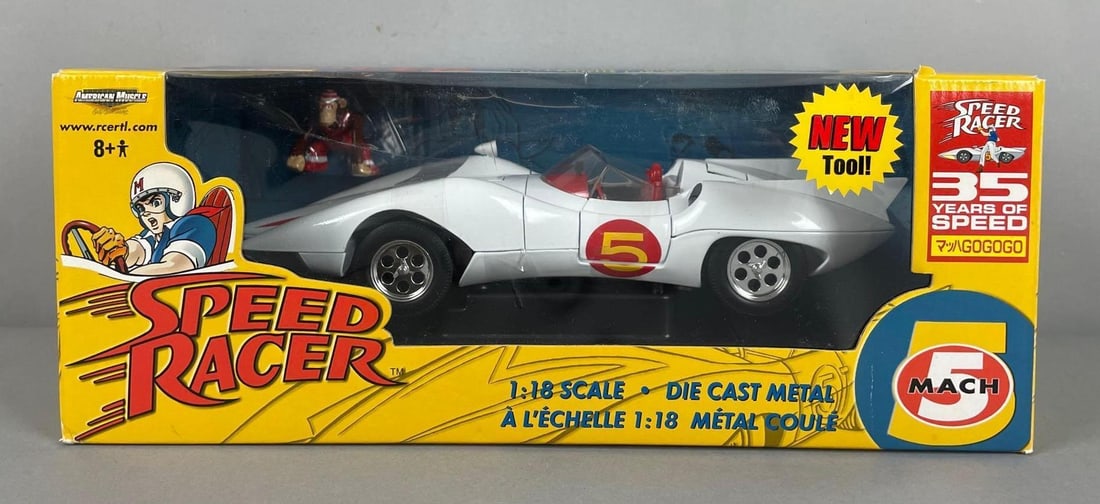 AMERICAN MUSCLE
www.rcertl.com
8+
M
SPEED
RACER
TM
5
NEW
Tool!
SPEED
RACER
5
35
YEARS OF
SPEED
マッハGOGOGO
5
MACH
1:18 SCALE • DIE CAST METAL
À L'ÉCHELLE 1:18 MÉTAL COULÉ